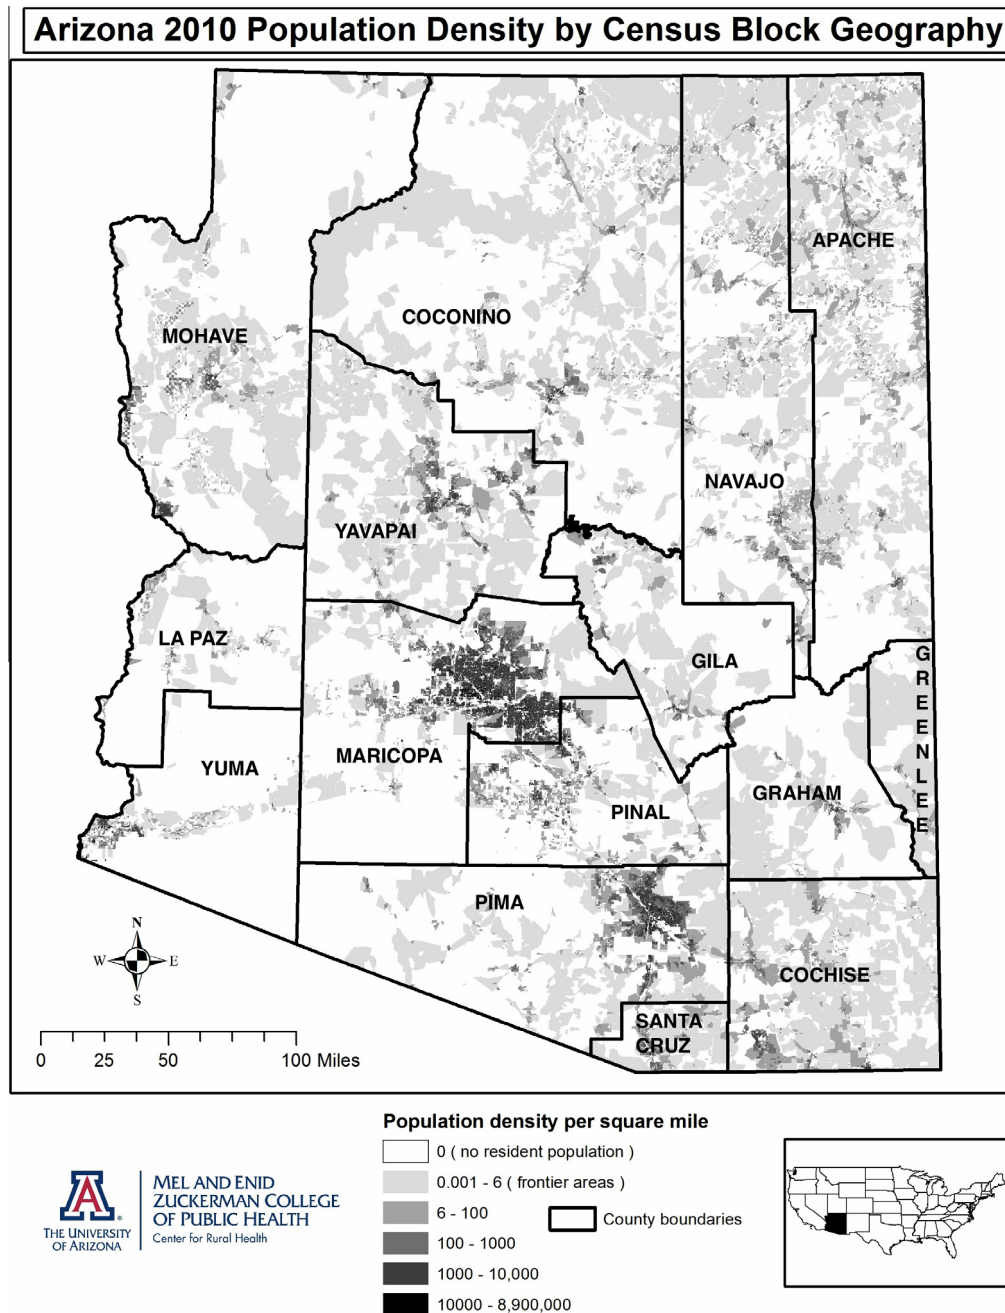 Arizona 2010 Population Density by Census Block Geography
APACHE
COCONINO
MOHAVE
NAVAJO
YAVAPAI
LA PAZ
GILA
GREENLEE
MARICOPA
YUMA
GRAHAM
PINAL
PIMA
N
W E
S
COCHISE
SANTA
CRUZ
0 25 50 100 Miles
Population density per square mile
0 ( no resident population )
0.001 - 6 ( frontier areas )
6 - 100
County boundaries
100 - 1000
1000 - 10,000
10000 - 8,900,000
A
THE UNIVERSITY
OF ARIZONA
MEL AND ENID
ZUCKERMAN COLLEGE
OF PUBLIC HEALTH
Center for Rural Health